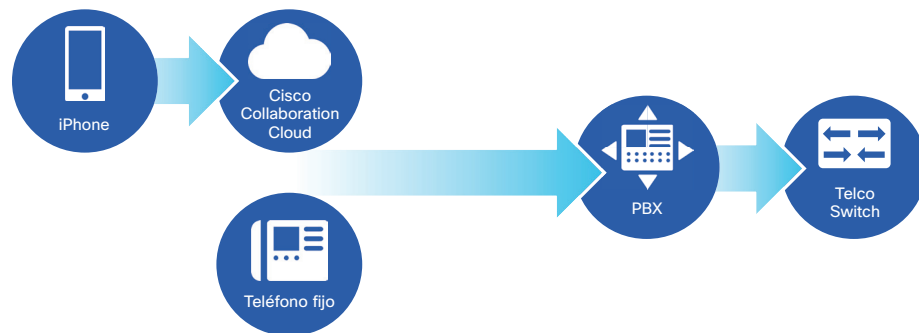 iPhone
Cisco
Collaboration
Cloud
Teléfono fijo
PBX
Telco
Switch